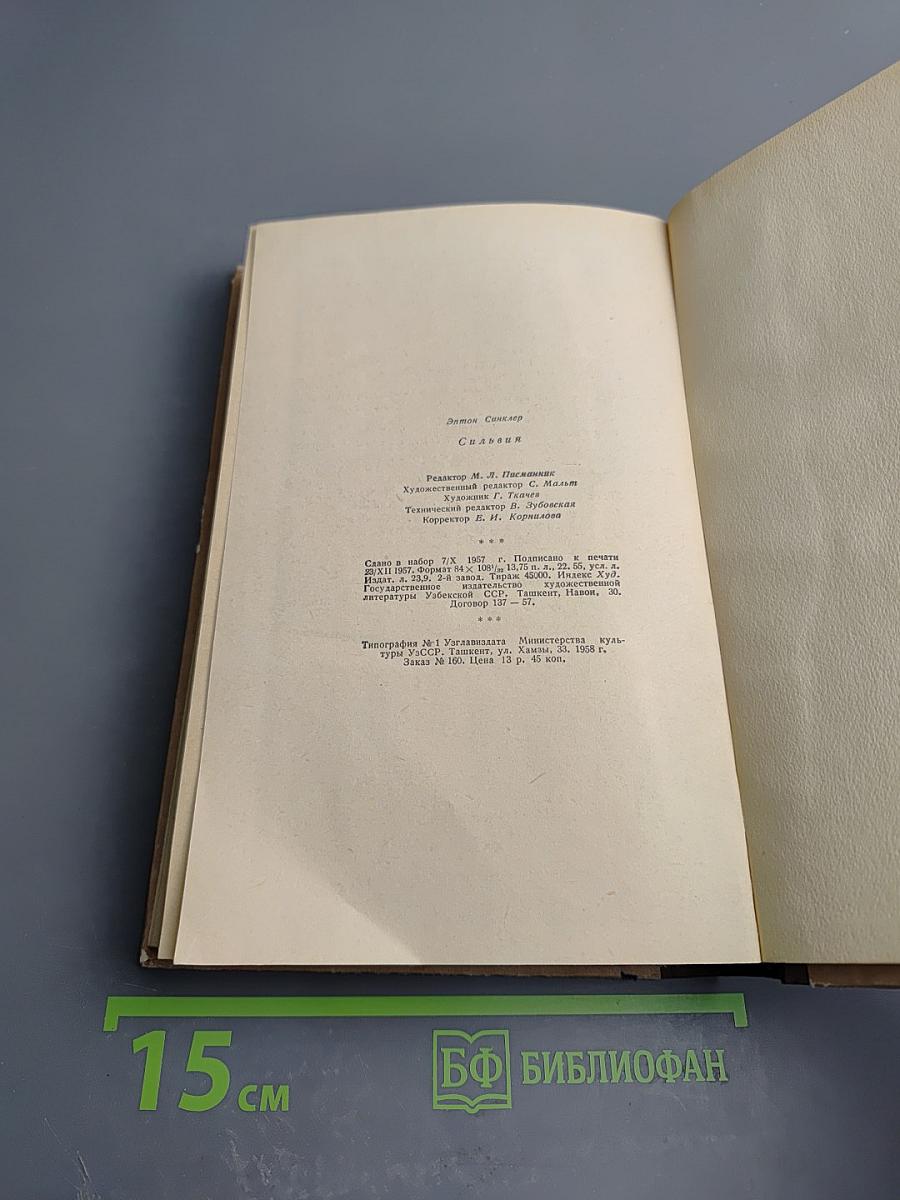 Эптон Синклер
Сильвия
Редактор М. Л. Письманник
Художественный редактор С. Мальт
Художник Г. Ткачев
Технический редактор В. Зубовская
Корректор Е. И. Корнилова
* * *
Сдано в набор 7/X 1957 г. Подписано к печати
23/XII 1957. Формат 84 × 108¹/₃₂ 13,75 п. л., 22. 55, усл. л.
Издат. л. 23,9. 2-й завод. Тираж 45000. Индекс Худ.
Государственное издательство художественной
литературы Узбекской ССР. Ташкент, Навои, 30.
Договор 137 — 57.
* * *
Типография № 1 Узглавиздата Министерства куль-
туры УзССР. Ташкент, ул. Хамзы, 33. 1958 г.
Заказ № 160. Цена 13 р. 45 коп.
15 см
БФ БИБЛИОФАН